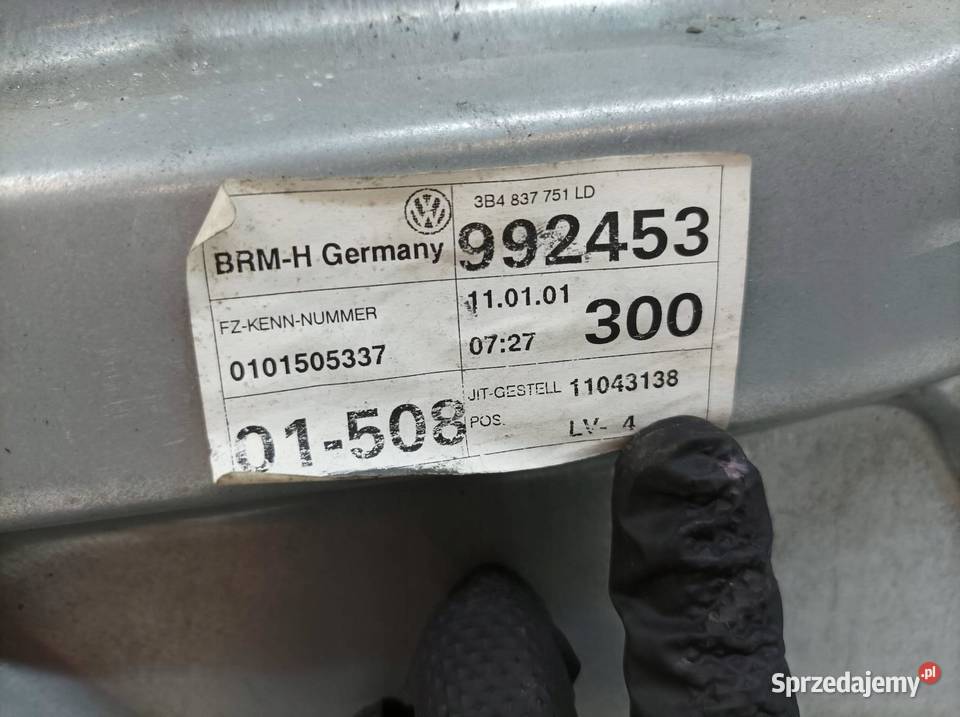 3B4 837 751 LD
BRM-H Germany
992453
FZ-KENN-NUMMER
0101505337
11.01.01
07:27
300
01-508
JIT-GESTELL 11043138
POS. LV- 4
Sprzedajemy.pl